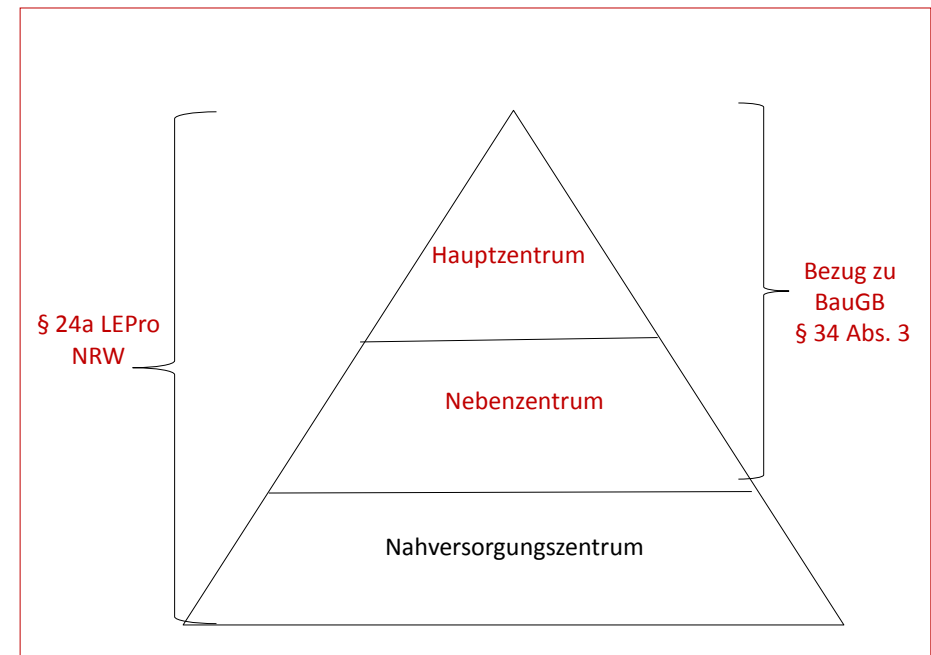 Hauptzentrum
Bezug zu
BauGB
§ 34 Abs. 3
§ 24a LEPro
NRW
Nebenzentrum
Nahversorgungszentrum